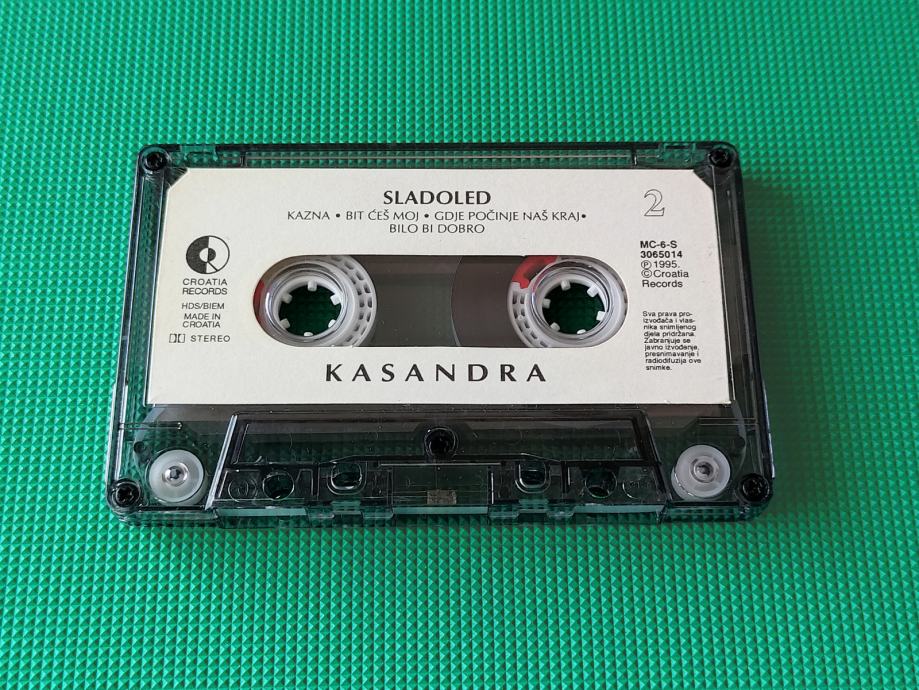 SLADOLED
KAZNA • BIT ĆEŠ MOJ • GDJE POČINJE NAŠ KRAJ•
BILO BI DOBRO
2
CROATIA
RECORDS
HDS/BIEM
MADE IN
CROATIA
STEREO
MC-6-S
3065014
Ⓟ 1995.
© Croatia
Records
Sva prava pro-
izvođača i vlas-
nika snimljenog
djela pridržana.
Zabranjuje se
javno izvođenje,
presnimavanje i
radiodifuzija ove
snimke.
KASANDRA